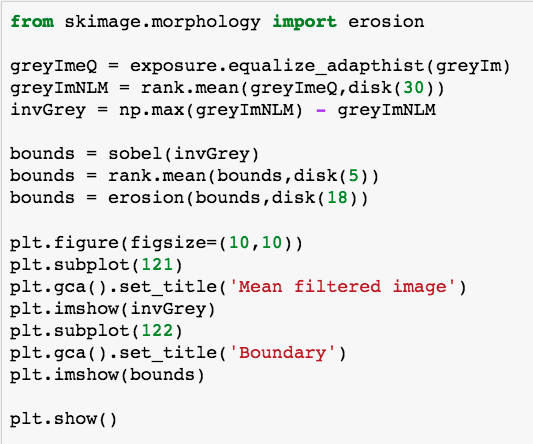 from skimage.morphology import erosion
greyImeQ = exposure.equalize_adapthist(greyIm)
greyImNLM = rank.mean(greyImeQ,disk(30))
invGrey = np.max(greyImNLM) - greyImNLM
bounds = sobel(invGrey)
bounds = rank.mean(bounds,disk(5))
bounds = erosion(bounds,disk(18))
plt.figure(figsize=(10,10))
plt.subplot(121)
plt.gca().set_title('Mean filtered image')
plt.imshow(invGrey)
plt.subplot(122)
plt.gca().set_title('Boundary')
plt.imshow(bounds)
plt.show()